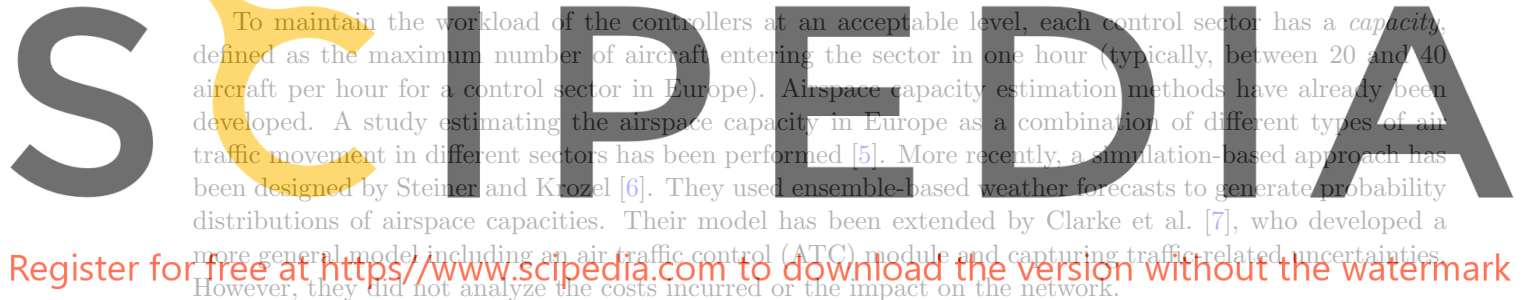 To maintain the workload of the controllers at an acceptable level, each control sector has a capacity,
defined as the maximum number of aircraft entering the sector in one hour (typically, between 20 and 40
aircraft per hour for a control sector in Europe). Airspace capacity estimation methods have already been
developed. A study estimating the airspace capacity in Europe as a combination of different types of air
traffic movement in different sectors has been performed [5]. More recently, a simulation-based approach has
been designed by Steiner and Krozel [6]. They used ensemble-based weather forecasts to generate probability
distributions of airspace capacities. Their model has been extended by Clarke et al. [7], who developed a
more general model including an air traffic control (ATC) module and capturing traffic-related uncertainties.
However, they did not analyze the costs incurred or the impact on the network.
SCIPEDIA
Register for free at https//www.scipedia.com to download the version without the watermark